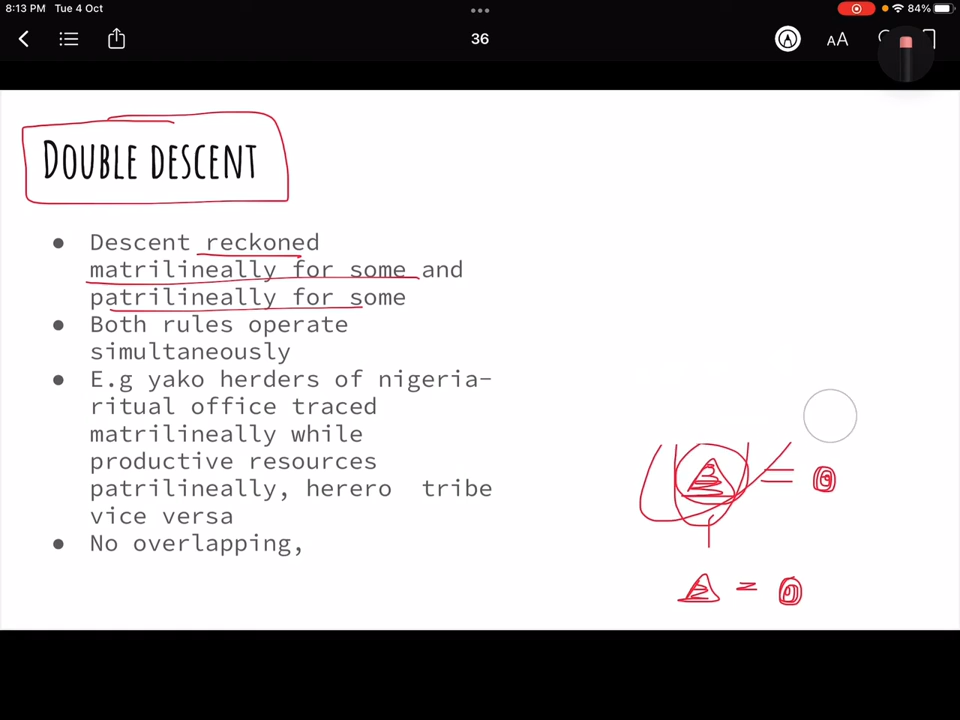 8:13 PM Tue 4 Oct
84%
36
AA
DOUBLE DESCENT
● Descent reckoned
matrilineally for some and
patrilineally for some
● Both rules operate
simultaneously
● E.g yako herders of nigeria-
ritual office traced
matrilineally while
productive resources
patrilineally, herero tribe
vice versa
● No overlapping,